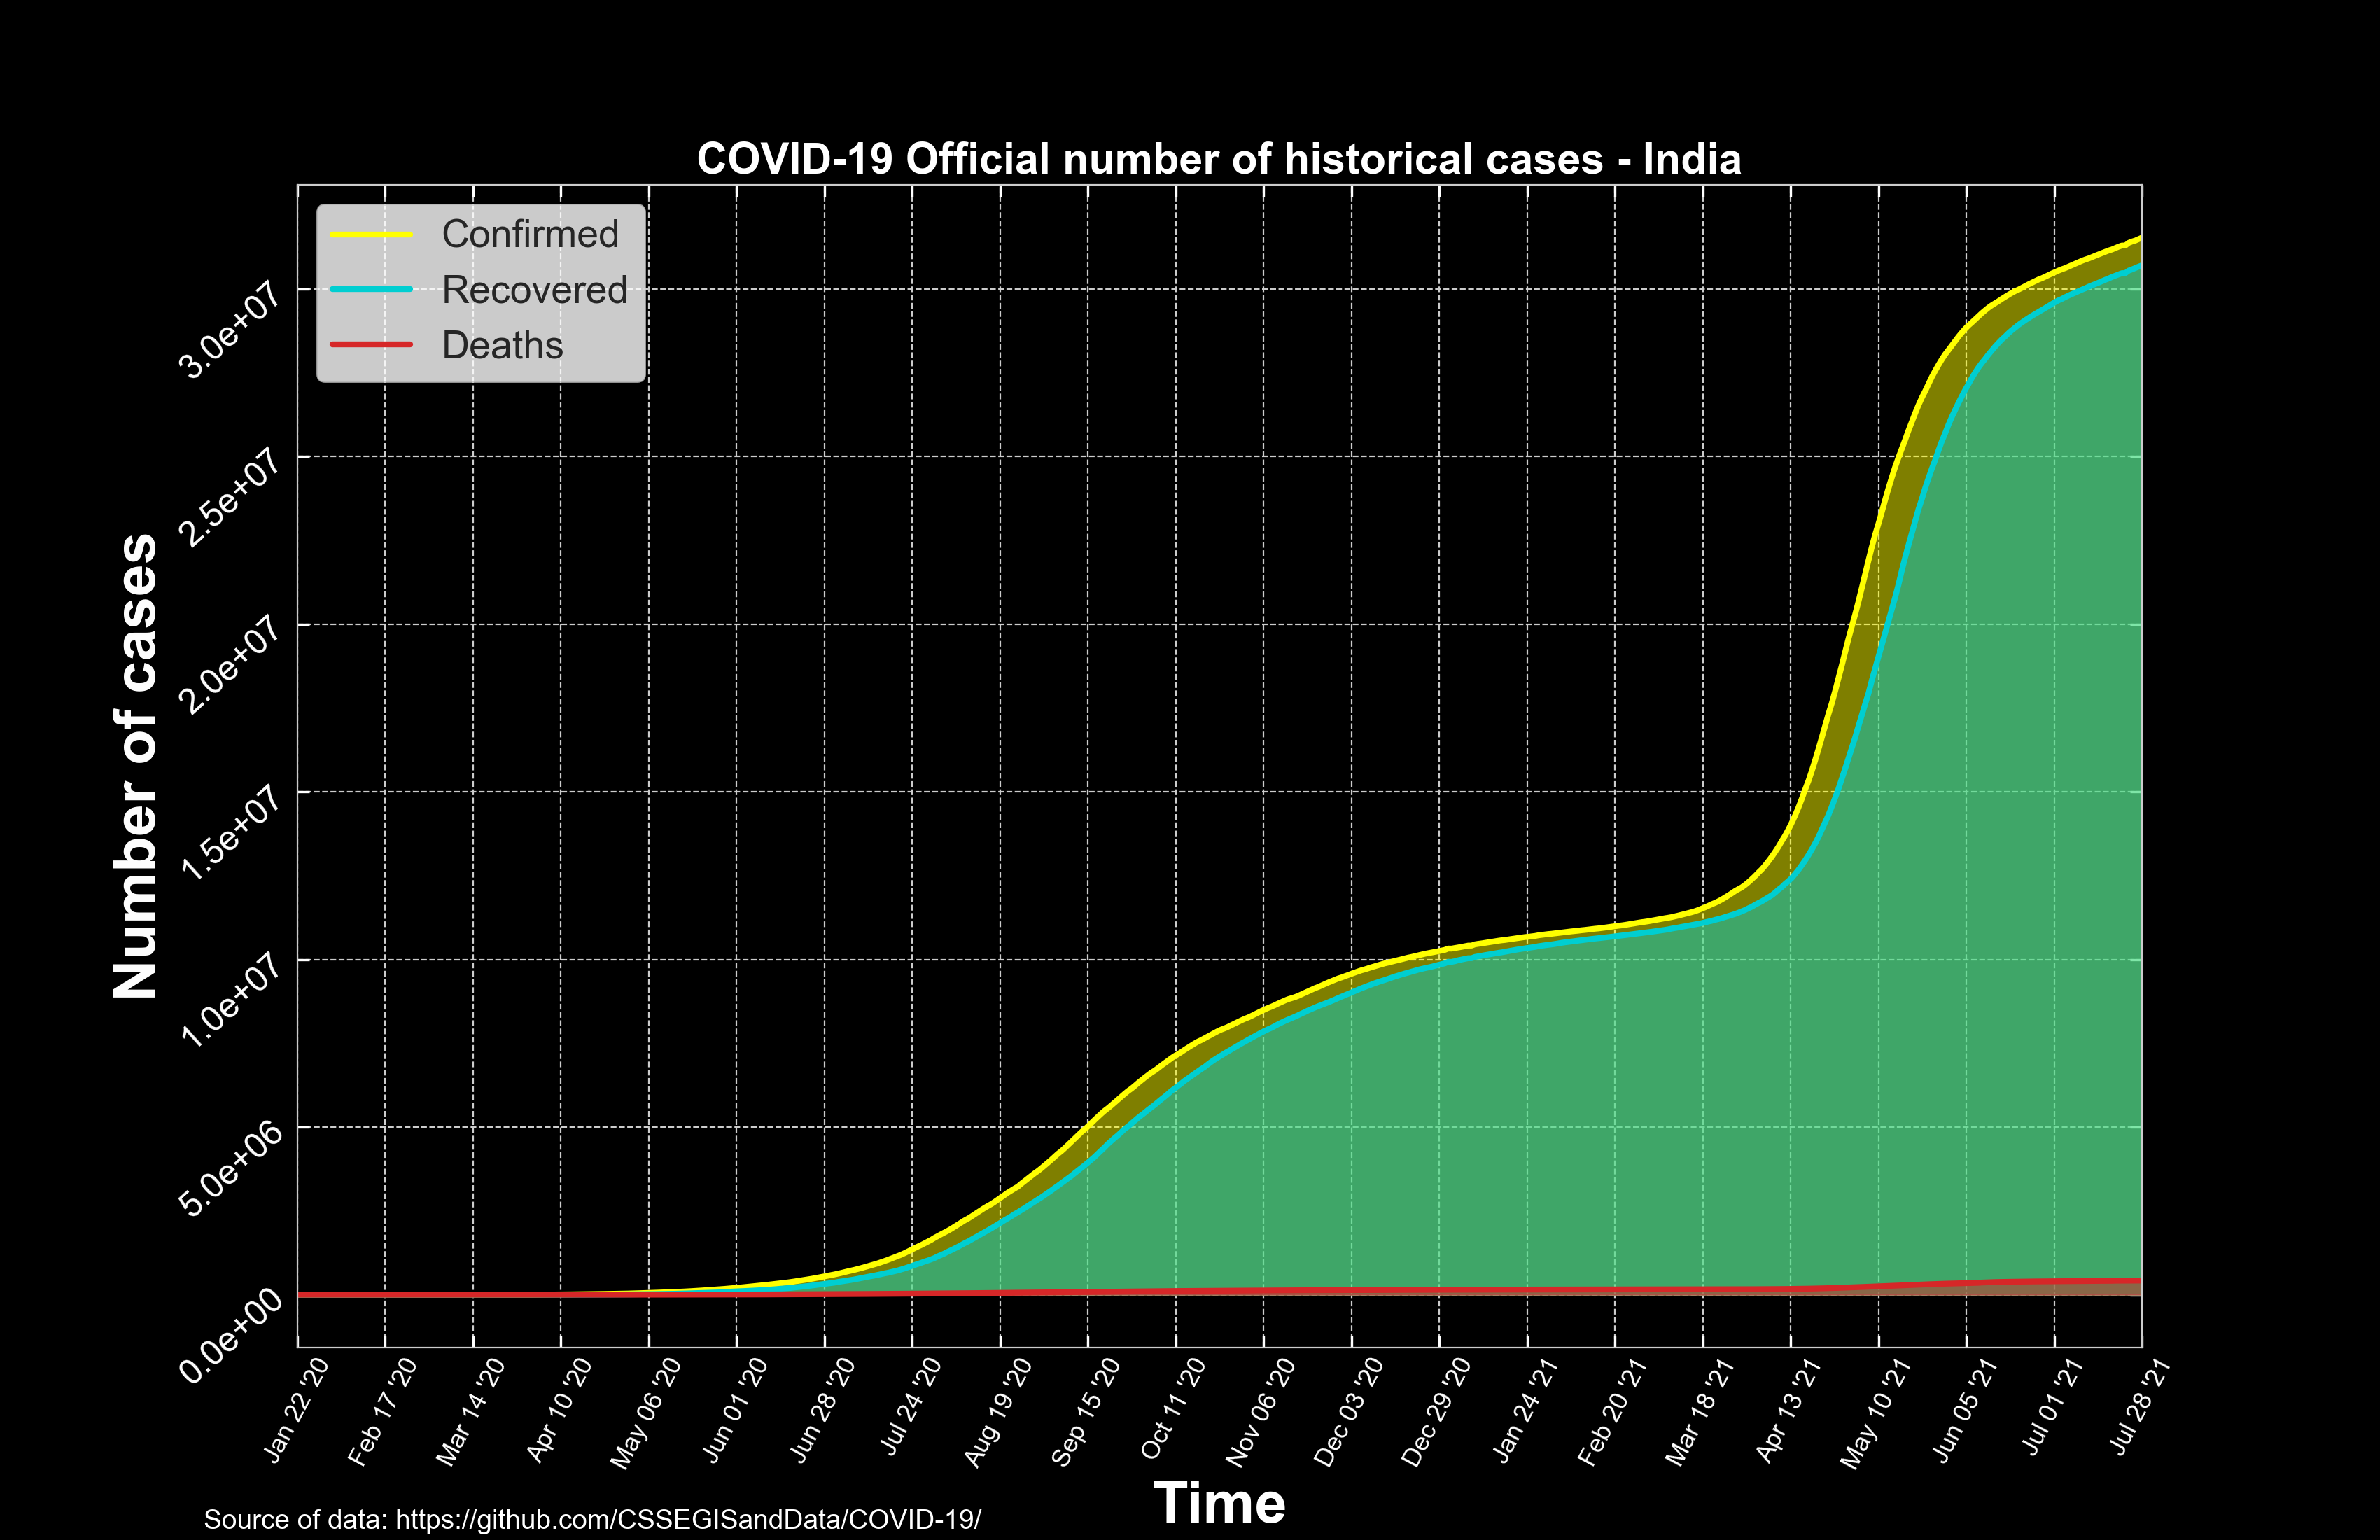 COVID-19 Official number of historical cases - India
Confirmed
Recovered
Deaths
Number of cases
3.0e+07
2.5e+07
2.0e+07
1.5e+07
1.0e+07
5.0e+06
0.0e+00
Jan 22 '20
Feb 17 '20
Mar 14 '20
Apr 10 '20
May 06 '20
Jun 01 '20
Jun 28 '20
Jul 24 '20
Aug 19 '20
Sep 15 '20
Oct 11 '20
Nov 06 '20
Dec 03 '20
Dec 29 '20
Jan 24 '21
Feb 20 '21
Mar 18 '21
Apr 13 '21
May 10 '21
Jun 05 '21
Jul 01 '21
Jul 28 '21
Time
Source of data: https://github.com/CSSEGISandData/COVID-19/